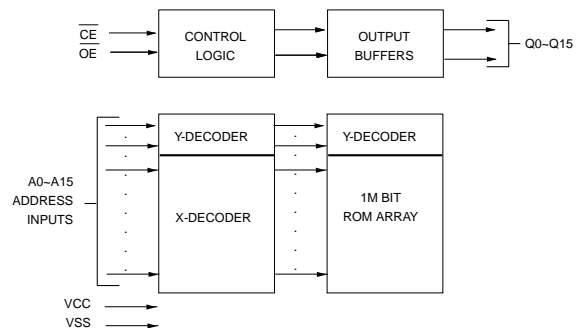 CE
OE
CONTROL
LOGIC
OUTPUT
BUFFERS
Q0~Q15
A0~A15
ADDRESS
INPUTS
Y-DECODER
X-DECODER
Y-DECODER
1M BIT
ROM ARRAY
VCC
VSS